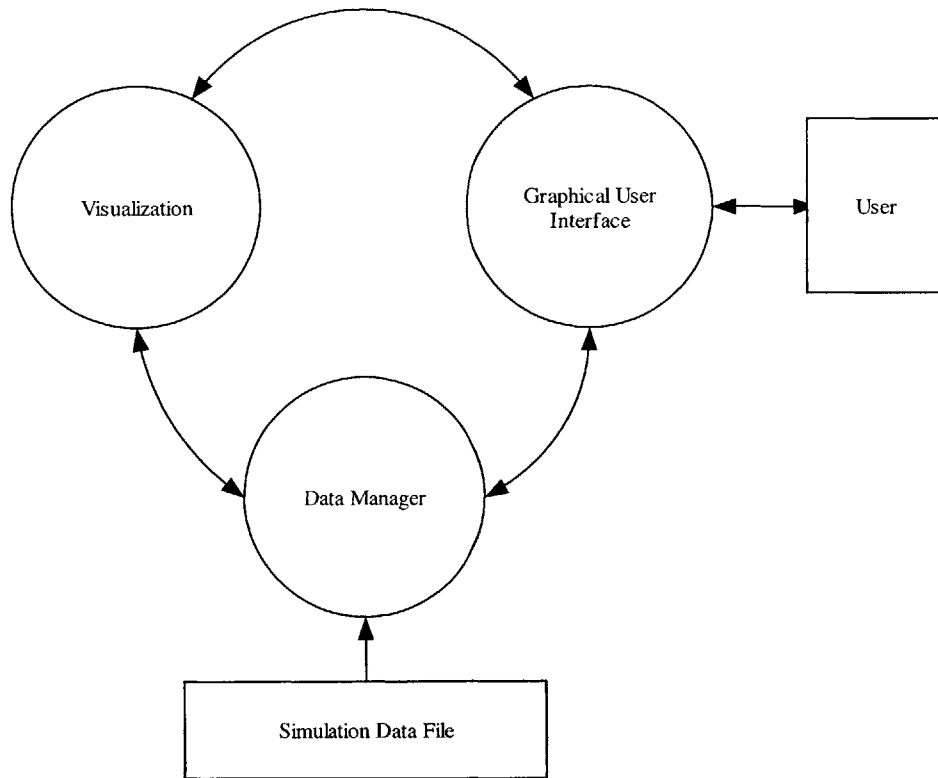 Visualization
Graphical User
Interface
User
Data Manager
Simulation Data File